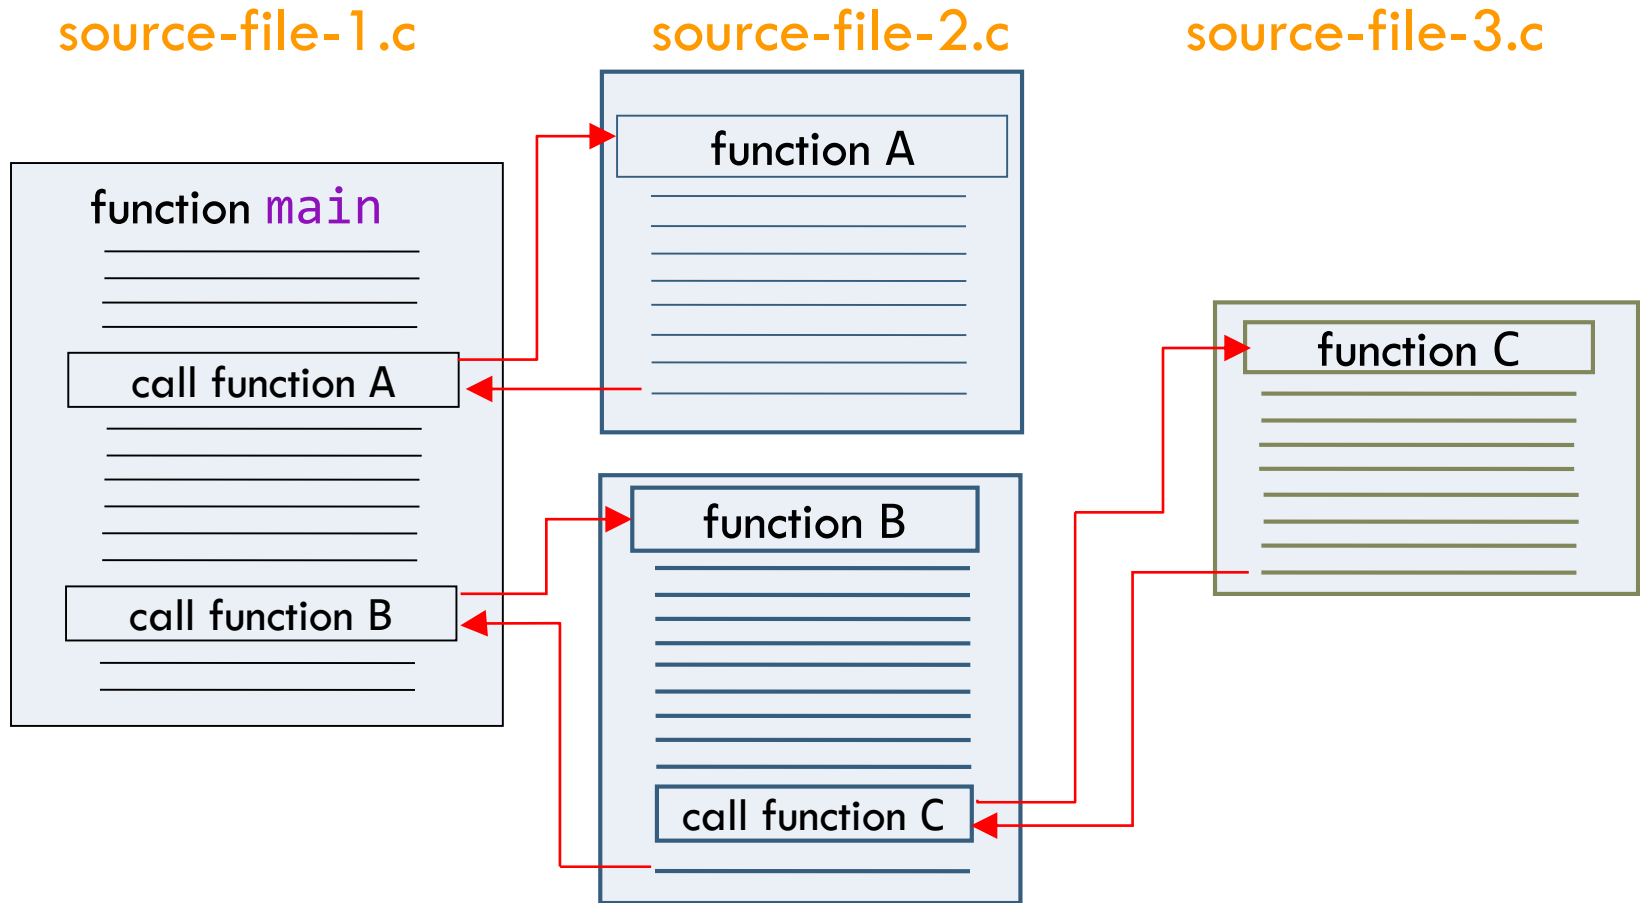 source-file-1.c
source-file-2.c
source-file-3.c
function main
call function A
call function B
function A
function B
call function C
function C